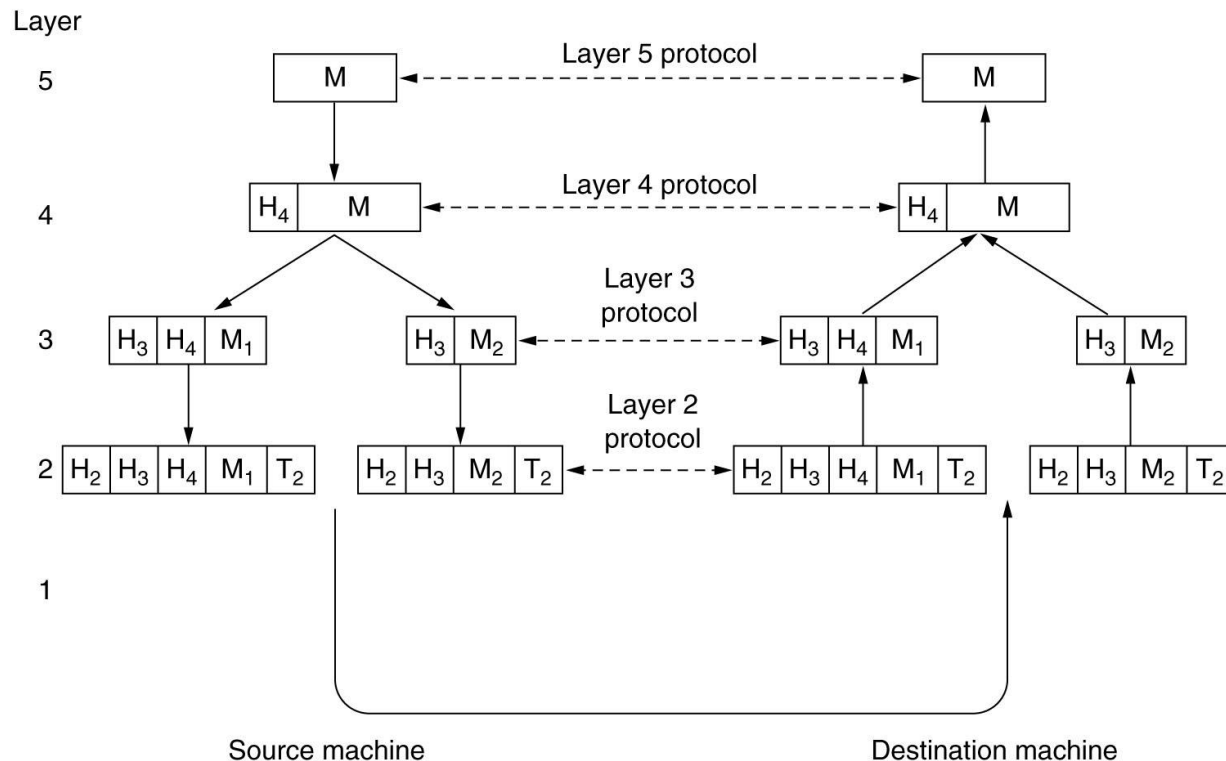 Layer
5 M Layer 5 protocol M
4 H₄ M Layer 4 protocol H₄ M
Layer 3
protocol
3 H₃ H₄ M₁ H₃ M₂ H₃ H₄ M₁ H₃ M₂
Layer 2
protocol
2 H₂ H₃ H₄ M₁ T₂ H₂ H₃ M₂ T₂ H₂ H₃ H₄ M₁ T₂ H₂ H₃ M₂ T₂
1
Source machine Destination machine